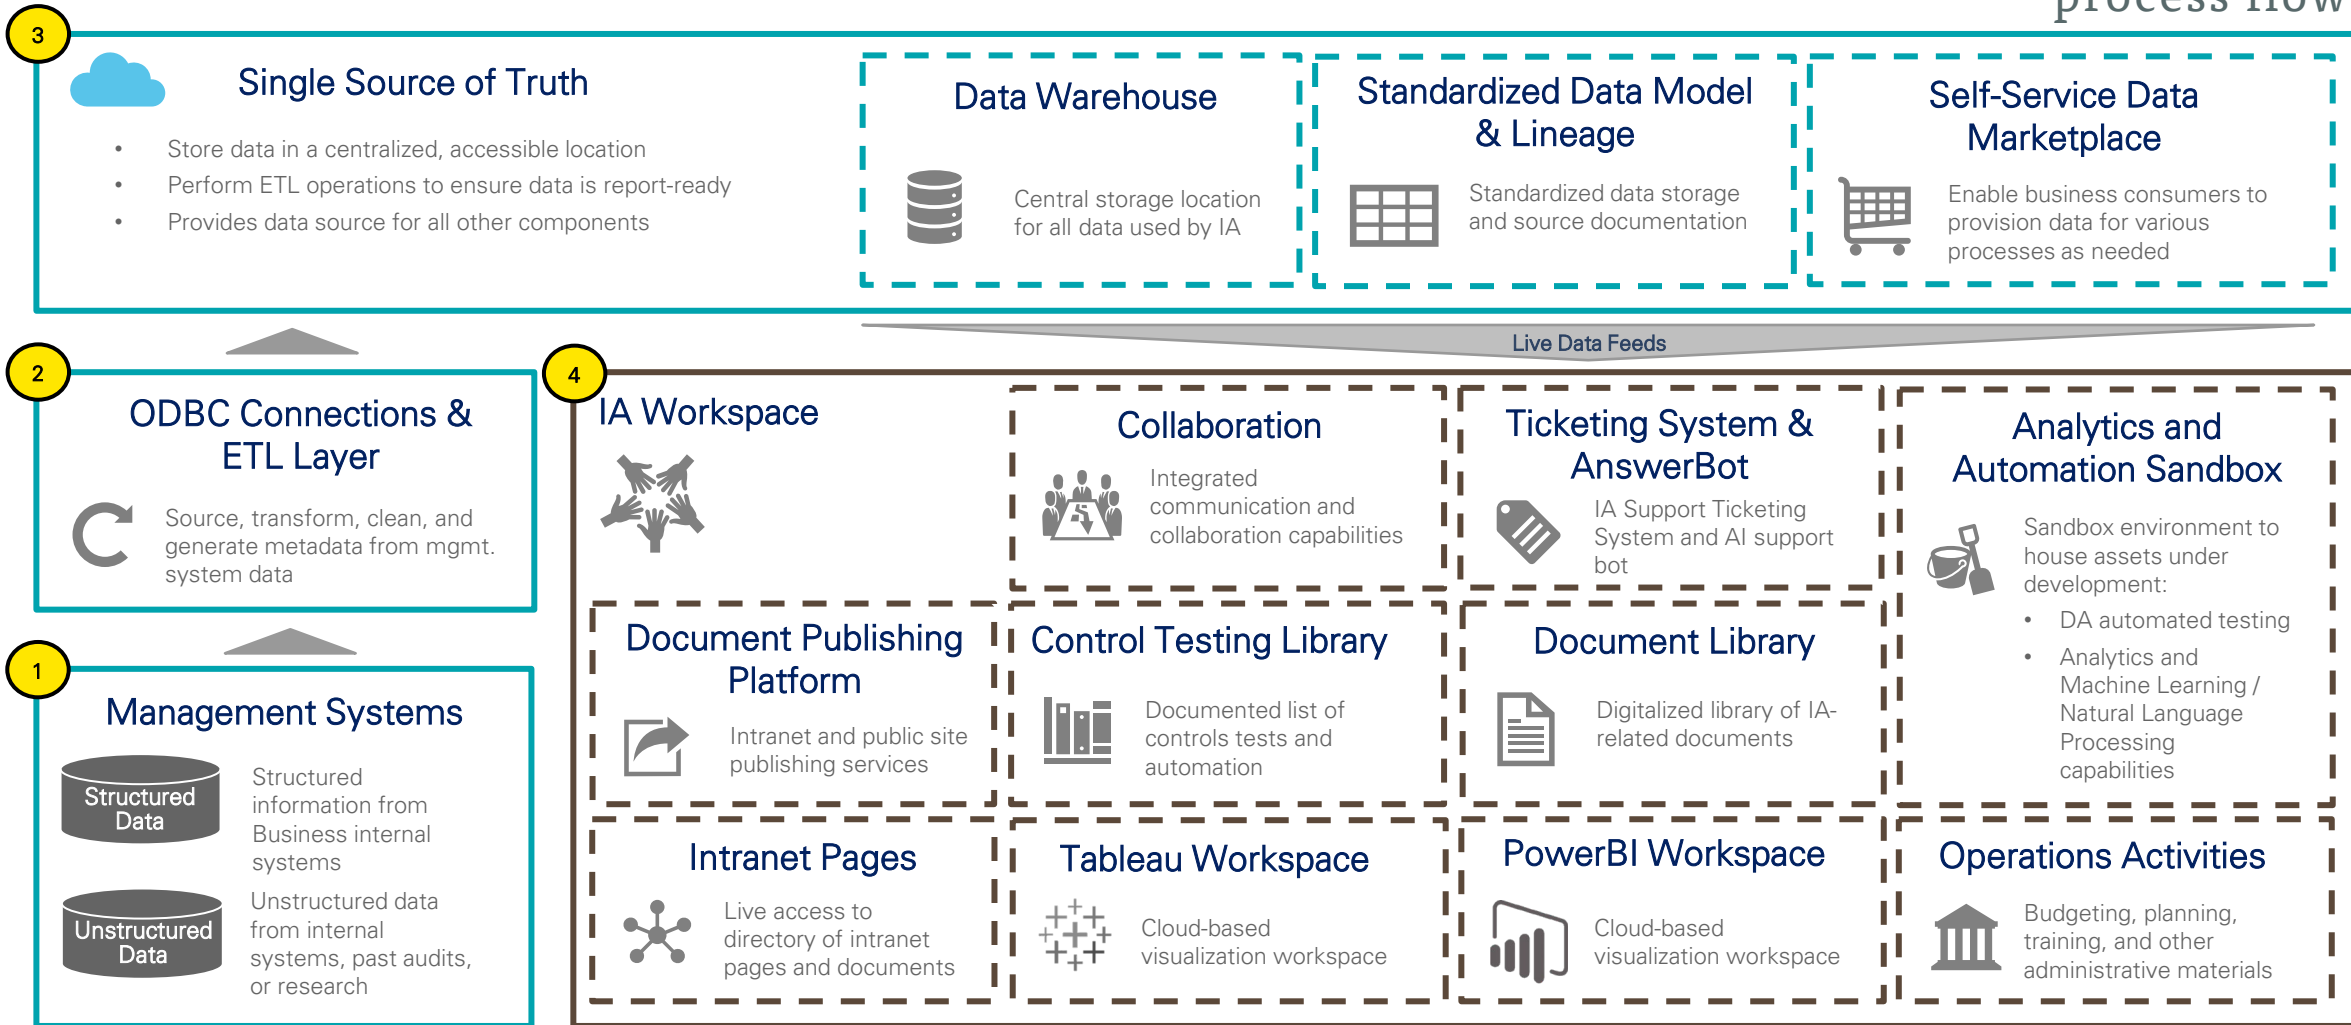 process flow
3
Single Source of Truth
• Store data in a centralized, accessible location
• Perform ETL operations to ensure data is report-ready
• Provides data source for all other components
Data Warehouse
Central storage location
for all data used by IA
Standardized Data Model
& Lineage
Standardized data storage
and source documentation
Self-Service Data
Marketplace
Enable business consumers to
provision data for various
processes as needed
Live Data Feeds
2
ODBC Connections &
ETL Layer
Source, transform, clean, and
generate metadata from mgmt.
system data
1
Management Systems
Structured
Data
Structured
information from
Business internal
systems
Unstructured
Data
Unstructured data
from internal
systems, past audits,
or research
4
IA Workspace
Collaboration
Integrated
communication and
collaboration capabilities
Ticketing System &
AnswerBot
IA Support Ticketing
System and AI support
bot
Analytics and
Automation Sandbox
Sandbox environment to
house assets under
development:
• DA automated testing
• Analytics and
Machine Learning /
Natural Language
Processing
capabilities
Document Publishing
Platform
Intranet and public site
publishing services
Control Testing Library
Documented list of
controls tests and
automation
Document Library
Digitalized library of IA-
related documents
Intranet Pages
Live access to
directory of intranet
pages and documents
Tableau Workspace
Cloud-based
visualization workspace
PowerBI Workspace
Cloud-based
visualization workspace
Operations Activities
Budgeting, planning,
training, and other
administrative materials